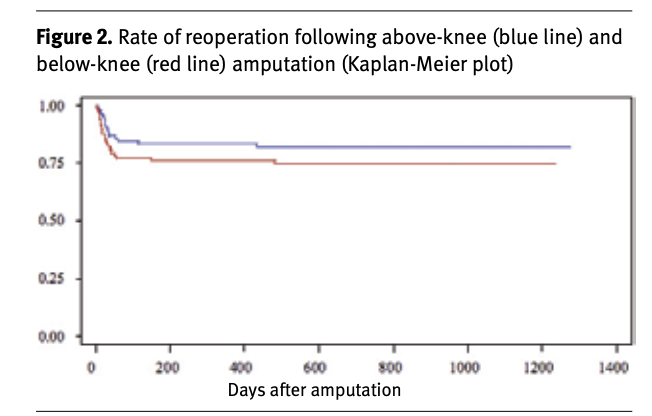 Figure 2. Rate of reoperation following above-knee (blue line) and
below-knee (red line) amputation (Kaplan-Meier plot)
1.00
0.75
0.50
0.25
0.00
0 200 400 600 800 1000 1200 1400
Days after amputation